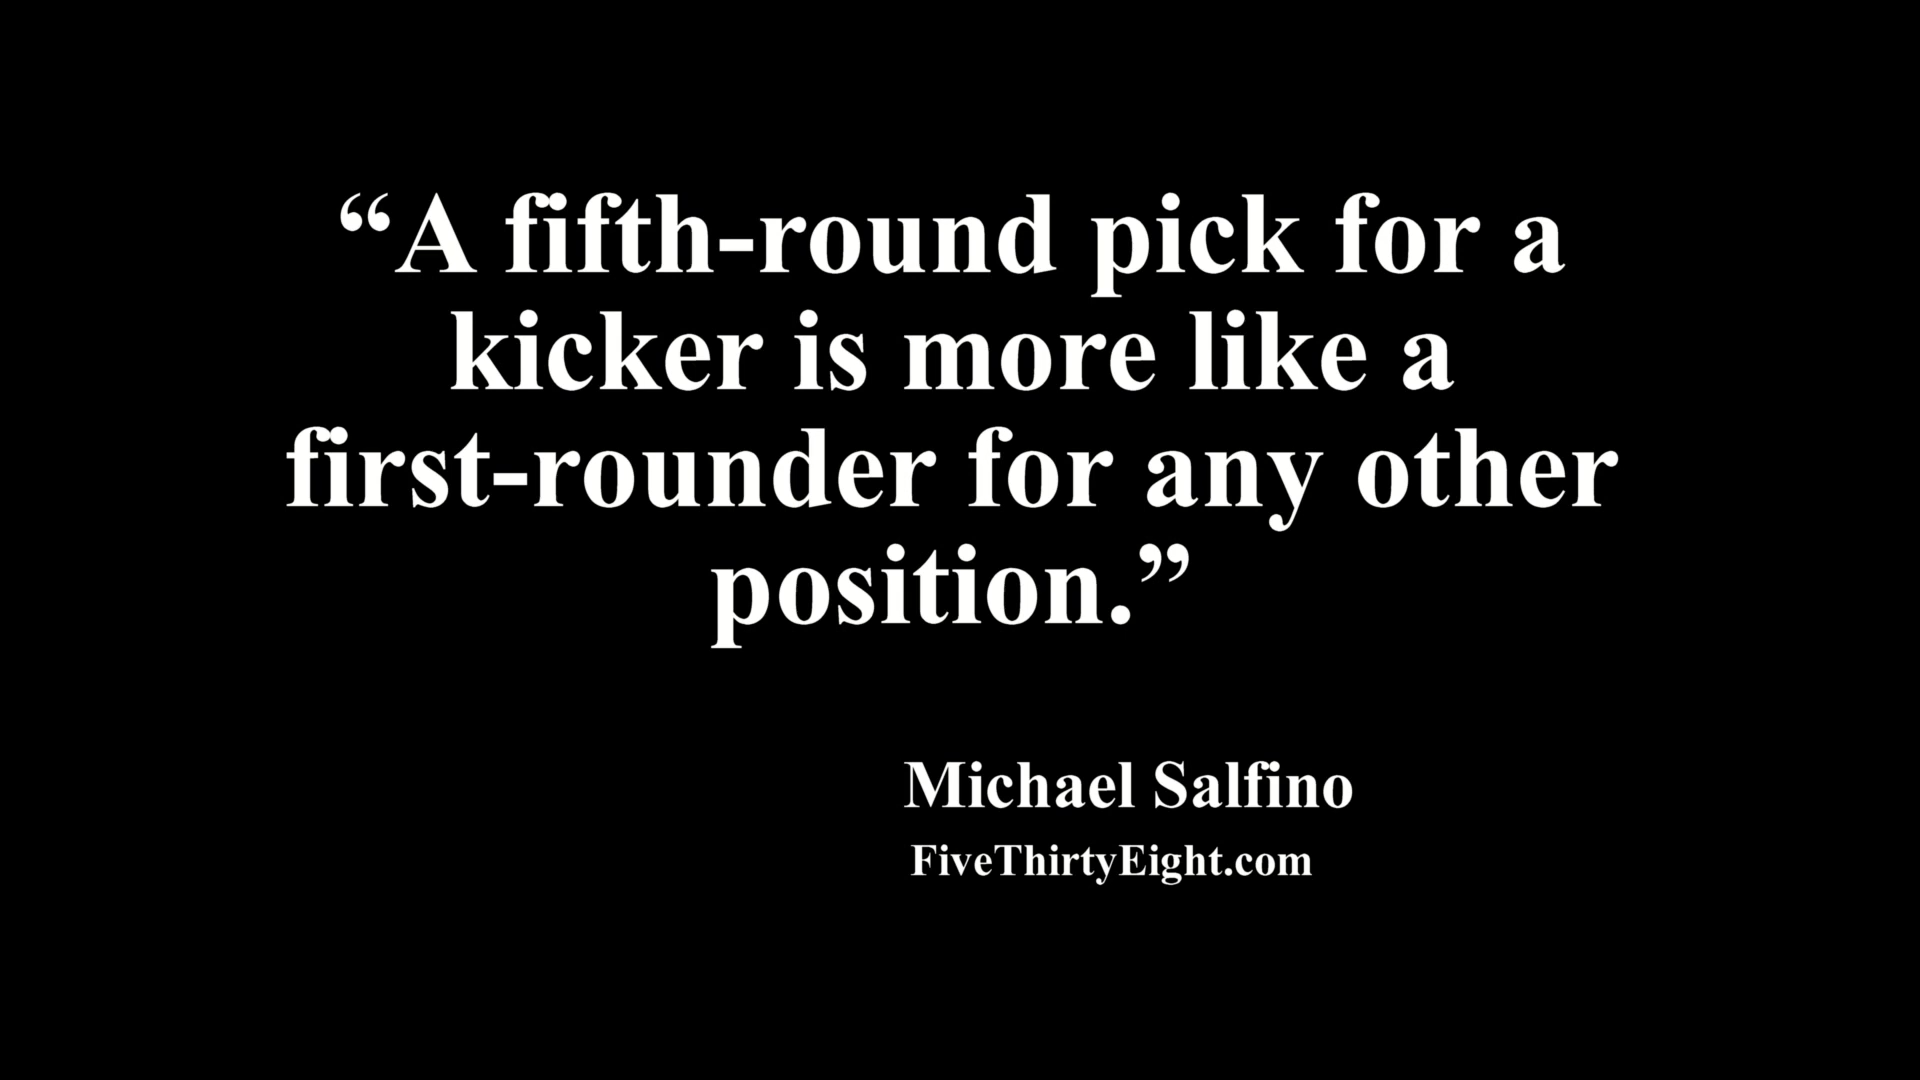 “A fifth-round pick for a
kicker is more like a
first-rounder for any other
position.”
Michael Salfino
FiveThirtyEight.com